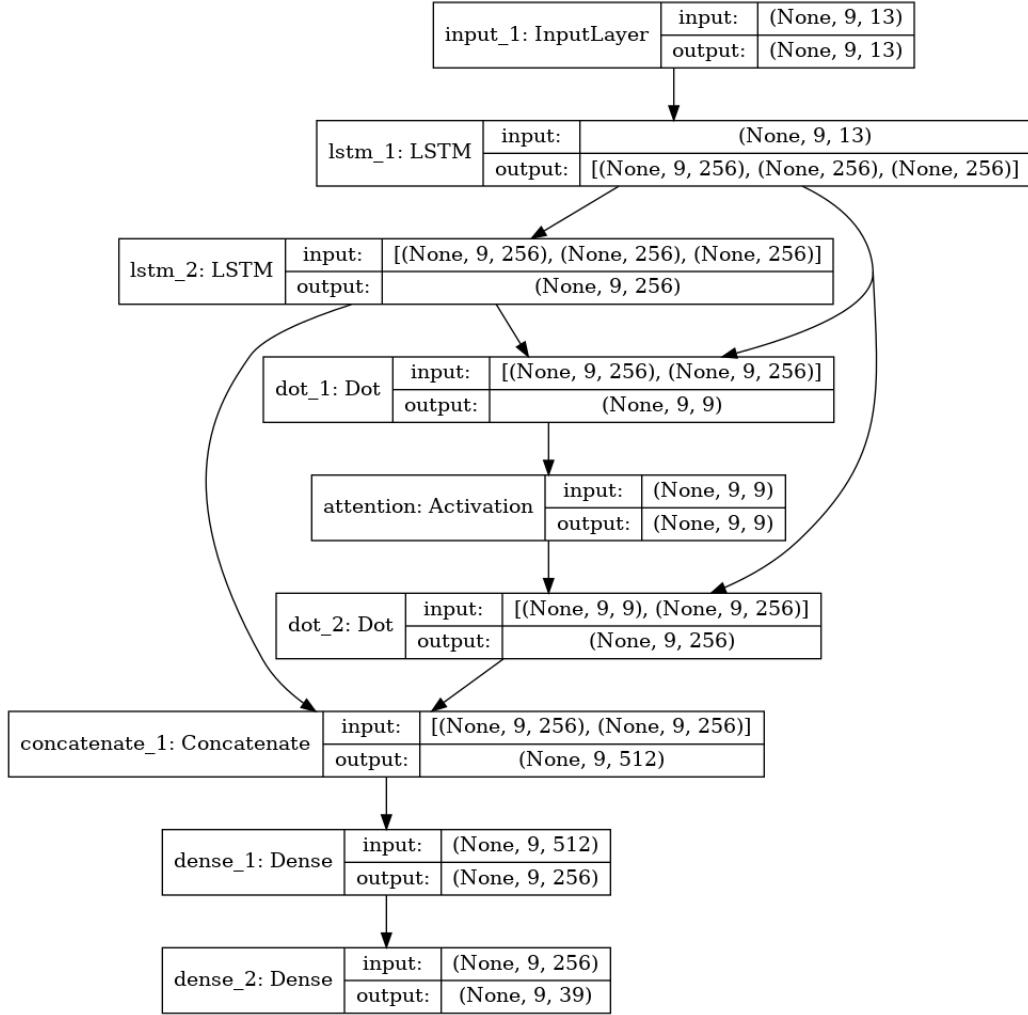 input_1: InputLayer
input: (None, 9, 13)
output: (None, 9, 13)
lstm_1: LSTM
input: (None, 9, 13)
output: [(None, 9, 256), (None, 256), (None, 256)]
lstm_2: LSTM
input: [(None, 9, 256), (None, 256), (None, 256)]
output: (None, 9, 256)
dot_1: Dot
input: [(None, 9, 256), (None, 9, 256)]
output: (None, 9, 9)
attention: Activation
input: (None, 9, 9)
output: (None, 9, 9)
dot_2: Dot
input: [(None, 9, 9), (None, 9, 256)]
output: (None, 9, 256)
concatenate_1: Concatenate
input: [(None, 9, 256), (None, 9, 256)]
output: (None, 9, 512)
dense_1: Dense
input: (None, 9, 512)
output: (None, 9, 256)
dense_2: Dense
input: (None, 9, 256)
output: (None, 9, 39)